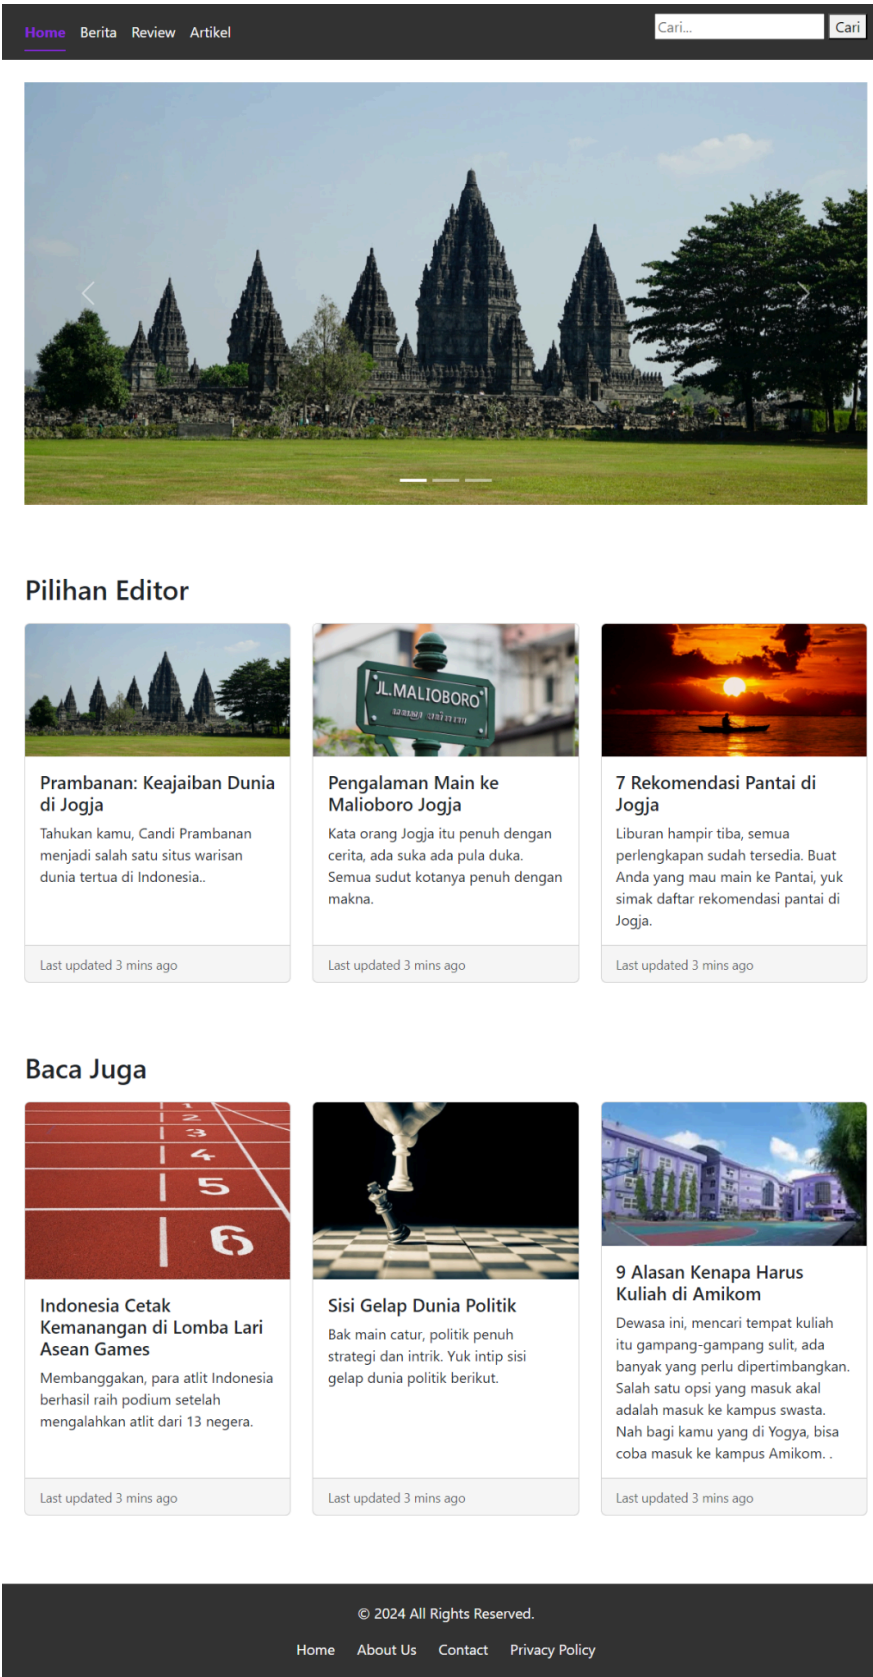 Home Berita Review Artikel
Cari... Cari
Pilihan Editor
JL.MALIOBORO
Prambanan: Keajaiban Dunia
di Jogja
Tahukan kamu, Candi Prambanan
menjadi salah satu situs warisan
dunia tertua di Indonesia..
Last updated 3 mins ago
Pengalaman Main ke
Malioboro Jogja
Kata orang Jogja itu penuh dengan
cerita, ada suka ada pula duka.
Semua sudut kotanya penuh dengan
makna.
Last updated 3 mins ago
7 Rekomendasi Pantai di
Jogja
Liburan hampir tiba, semua
perlengkapan sudah tersedia. Buat
Anda yang mau main ke Pantai, yuk
simak daftar rekomendasi pantai di
Jogja.
Last updated 3 mins ago
Baca Juga
1
2
3
4
5
6
Indonesia Cetak
Kemanangan di Lomba Lari
Asean Games
Membanggakan, para atlit Indonesia
berhasil raih podium setelah
mengalahkan atlit dari 13 negera.
Last updated 3 mins ago
Sisi Gelap Dunia Politik
Bak main catur, politik penuh
strategi dan intrik. Yuk intip sisi
gelap dunia politik berikut.
Last updated 3 mins ago
9 Alasan Kenapa Harus
Kuliah di Amikom
Dewasa ini, mencari tempat kuliah
itu gampang-gampang sulit, ada
banyak yang perlu dipertimbangkan.
Salah satu opsi yang masuk akal
adalah masuk ke kampus swasta.
Nah bagi kamu yang di Yogya, bisa
coba masuk ke kampus Amikom. .
Last updated 3 mins ago
© 2024 All Rights Reserved.
Home About Us Contact Privacy Policy